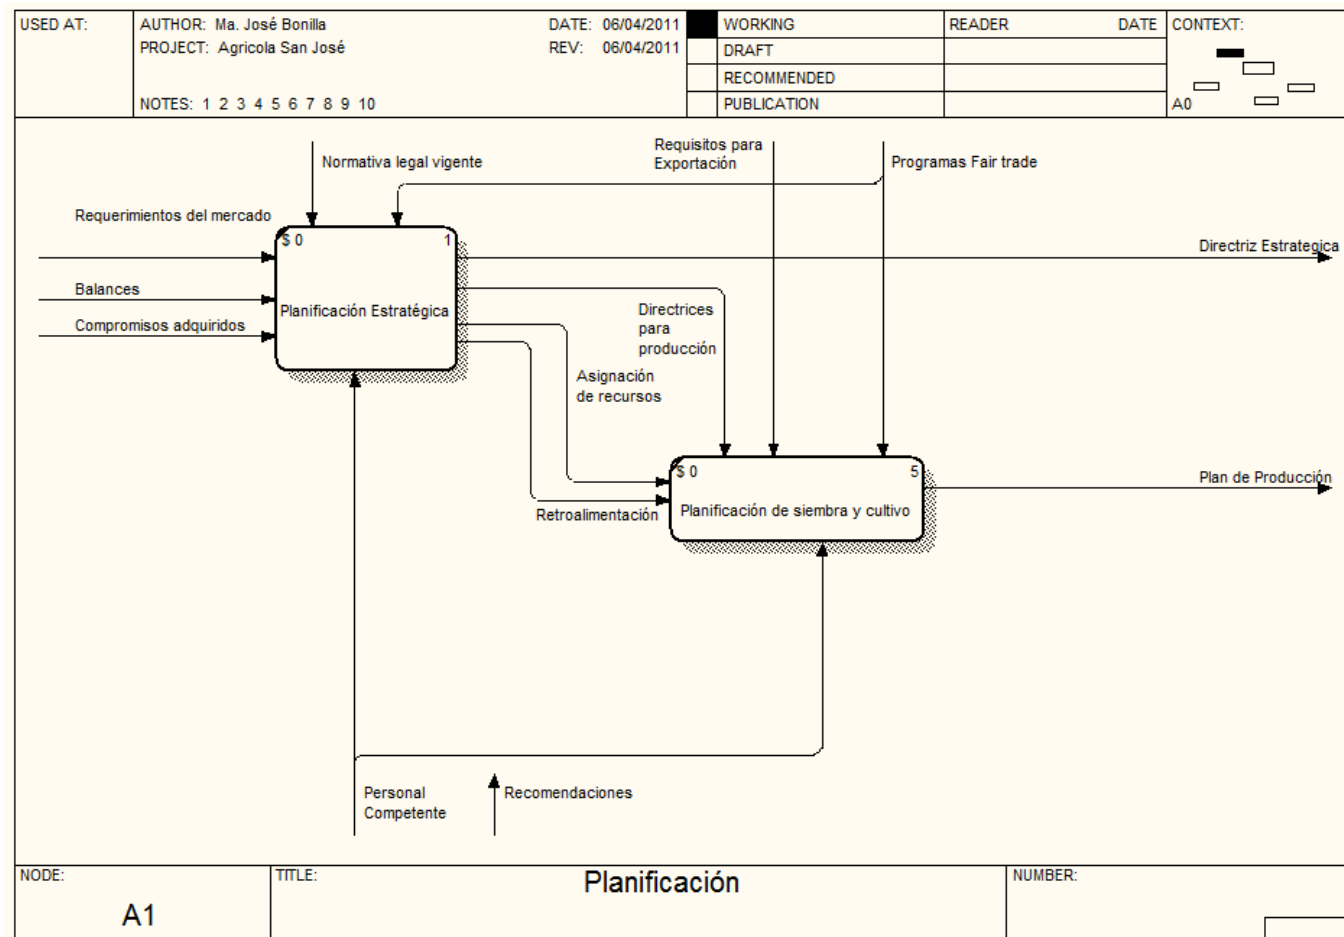 USED AT:
AUTHOR: Ma. José Bonilla
DATE: 06/04/2011
PROJECT: Agricola San José
REV: 06/04/2011
NOTES: 1 2 3 4 5 6 7 8 9 10
WORKING
DRAFT
RECOMMENDED
PUBLICATION
READER
DATE
CONTEXT:
A0
Normativa legal vigente
Requisitos para
Exportación
Programas Fair trade
Requerimientos del mercado
Balances
Compromisos adquiridos
$ 0
1
Planificación Estratégica
Directriz Estrategica
Directrices
para
producción
Asignación
de recursos
Retroalimentación
$ 0
5
Planificación de siembra y cultivo
Plan de Producción
Personal
Competente
Recomendaciones
NODE:
A1
TITLE:
Planificación
NUMBER: